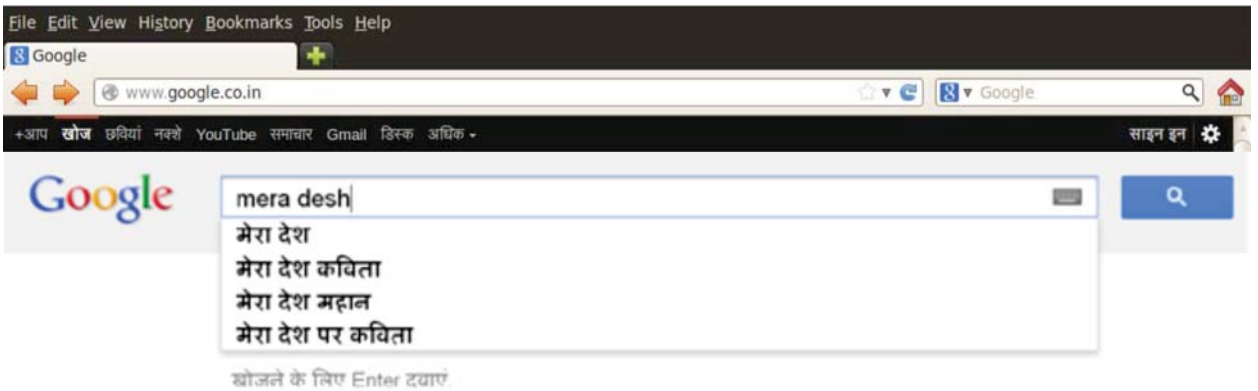 File Edit View History Bookmarks Tools Help
Google
www.google.co.in Google
+आप खोज छवियां नक्शे YouTube समाचार Gmail डिस्क अधिक साइन इन
Google mera desh
मेरा देश
मेरा देश कविता
मेरा देश महान
मेरा देश पर कविता
खोजने के लिए Enter दबाएं.